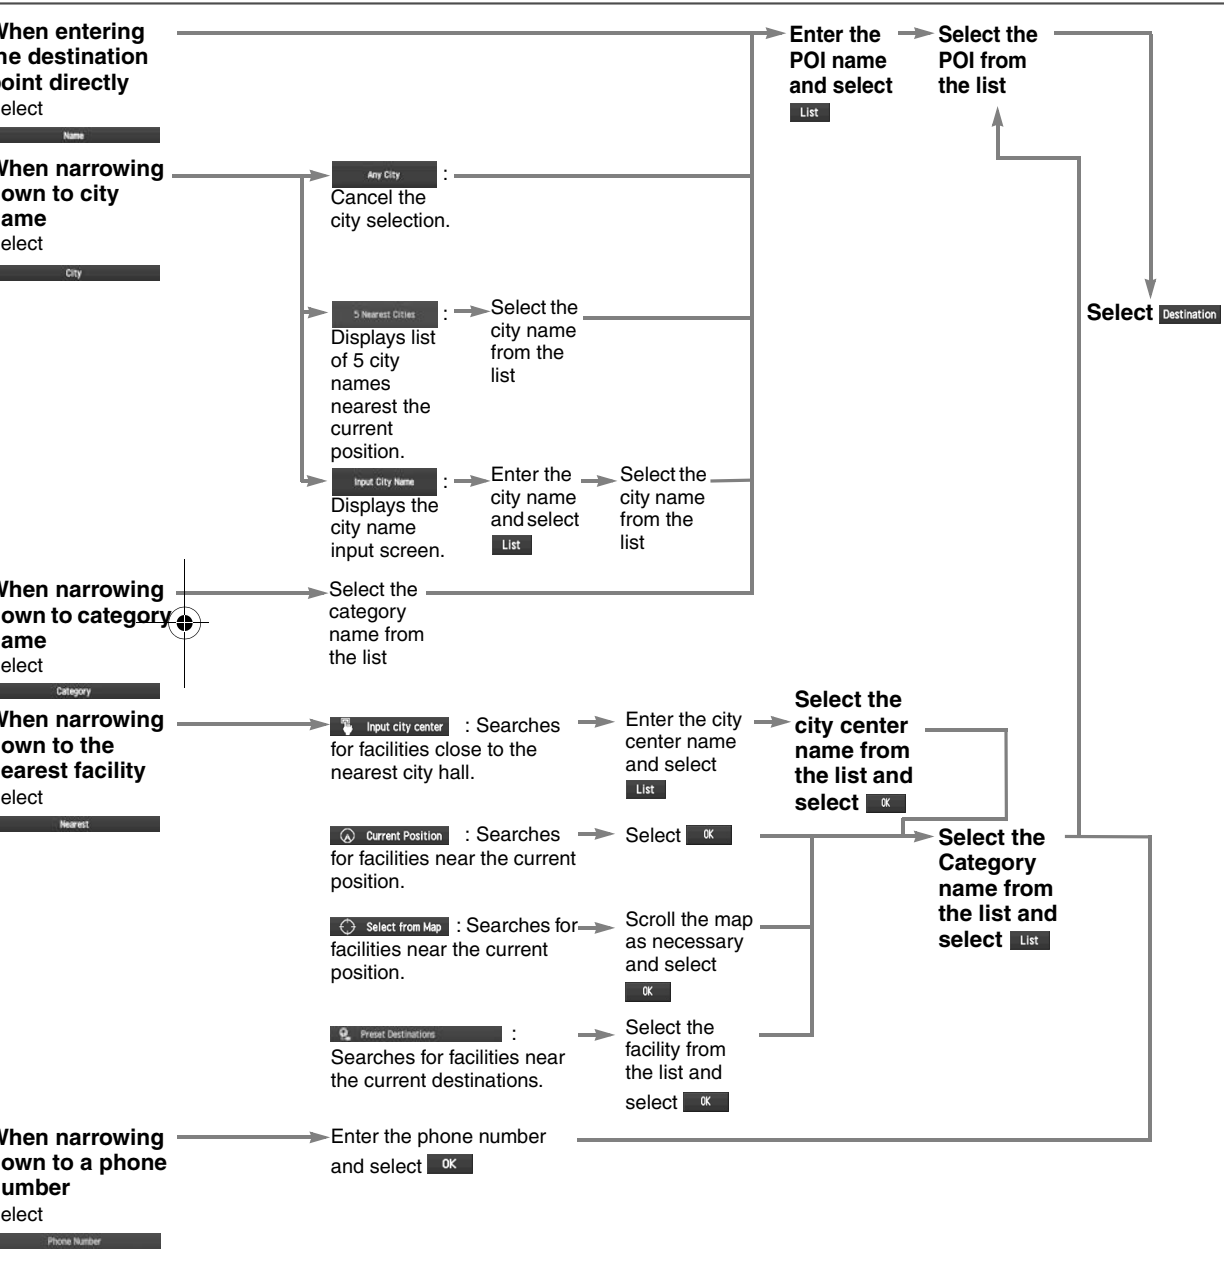 When entering
the destination
point directly
elect
Name
Enter the
POI name
and select
List
Select the
POI from
the list
When narrowing
own to city
ame
elect
City
Any City :
Cancel the
city selection.
5 Nearest Cities :
Displays list
of 5 city
names
nearest the
current
position.
Select the
city name
from the
list
Select Destination
Input City Name :
Displays the
city name
input screen.
Enter the
city name
and select
List
Select the
city name
from the
list
When narrowing
own to category
ame
elect
Category
Select the
category
name from
the list
When narrowing
own to the
earest facility
elect
Nearest
Input city center : Searches
for facilities close to the
nearest city hall.
Enter the city
center name
and select
List
Select the
city center
name from
the list and
select OK
Current Position : Searches
for facilities near the current
position.
Select OK
Select the
Category
name from
the list and
select List
Select from Map : Searches for
facilities near the current
position.
Scroll the map
as necessary
and select
OK
Preset Destinations :
Searches for facilities near
the current destinations.
Select the
facility from
the list and
select OK
When narrowing
own to a phone
umber
elect
Phone Number
Enter the phone number
and select OK